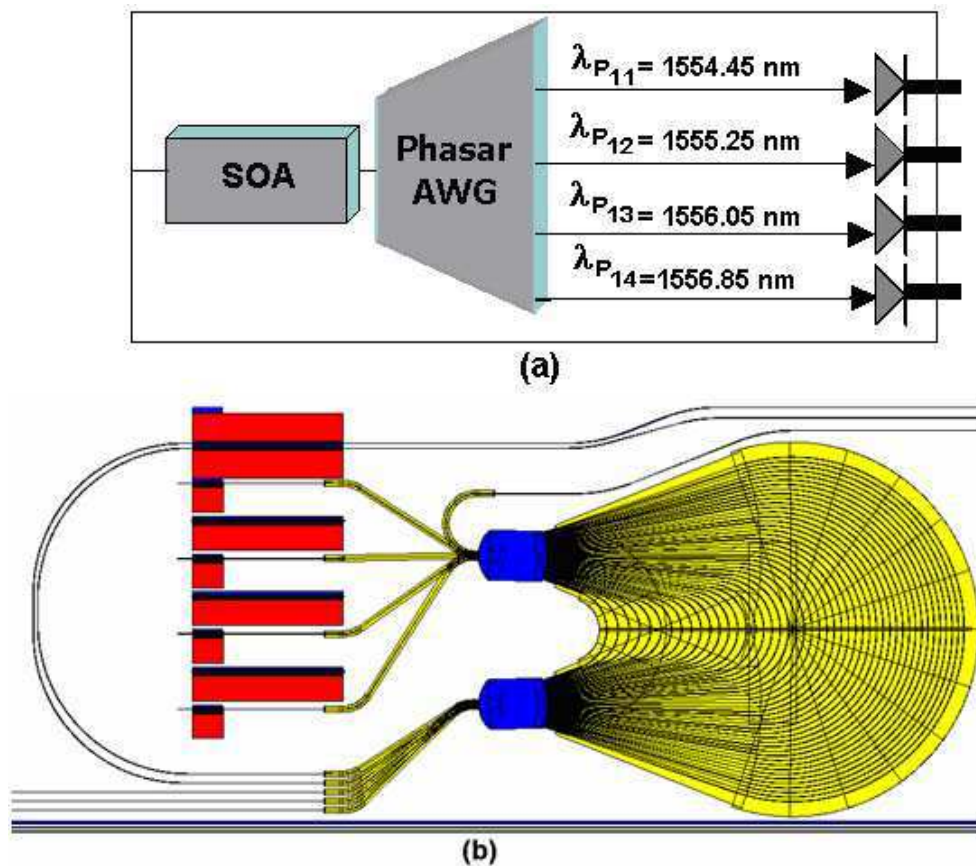 λP11= 1554.45 nm
λP12= 1555.25 nm
λP13= 1556.05 nm
λP14=1556.85 nm
SOA
Phasar
AWG
(a)
(b)